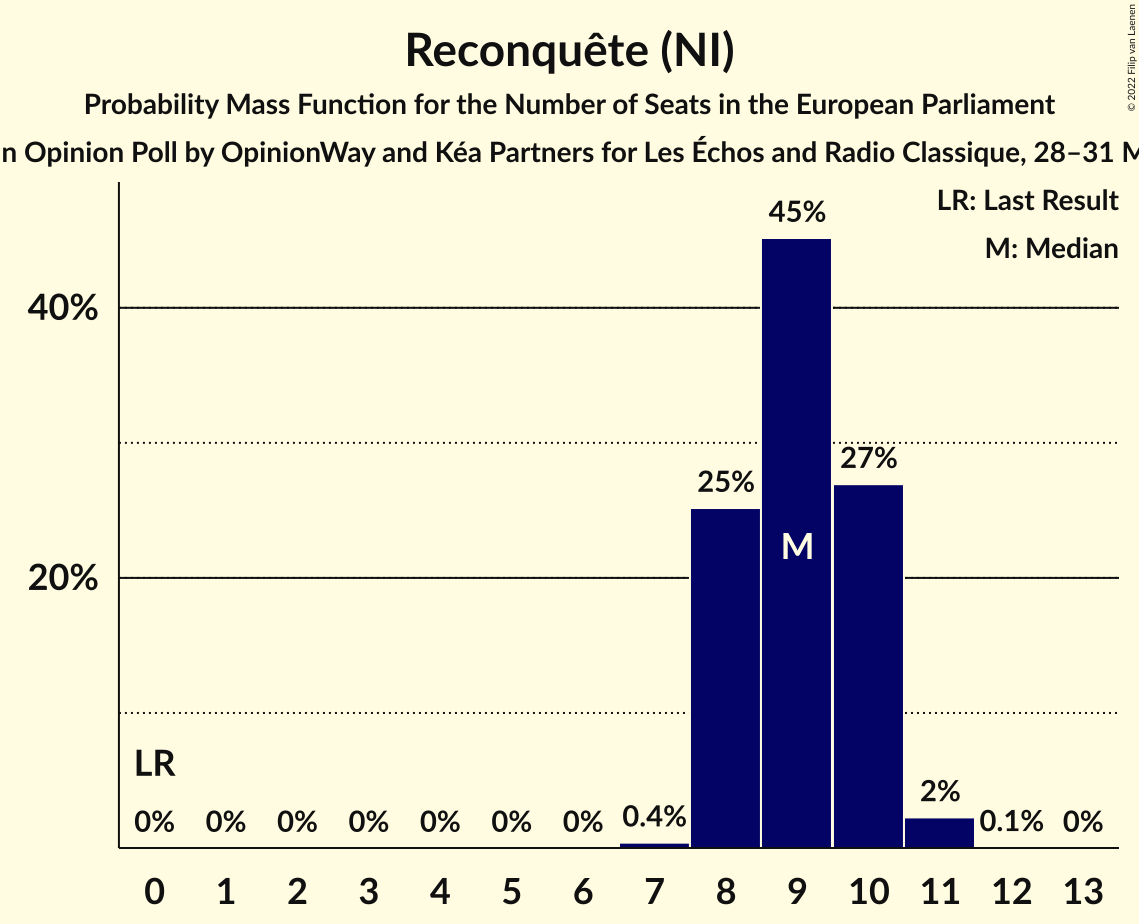 Reconquête (NI)
Probability Mass Function for the Number of Seats in the European Parliament
n Opinion Poll by OpinionWay and Kéa Partners for Les Échos and Radio Classique, 28–31 M
© 2022 Filip van Laenen
LR: Last Result
M: Median
40%
20%
45%
27%
25%
M
LR
0% 0% 0% 0% 0% 0% 0% 0.4% 2% 0.1% 0%
0 1 2 3 4 5 6 7 8 9 10 11 12 13